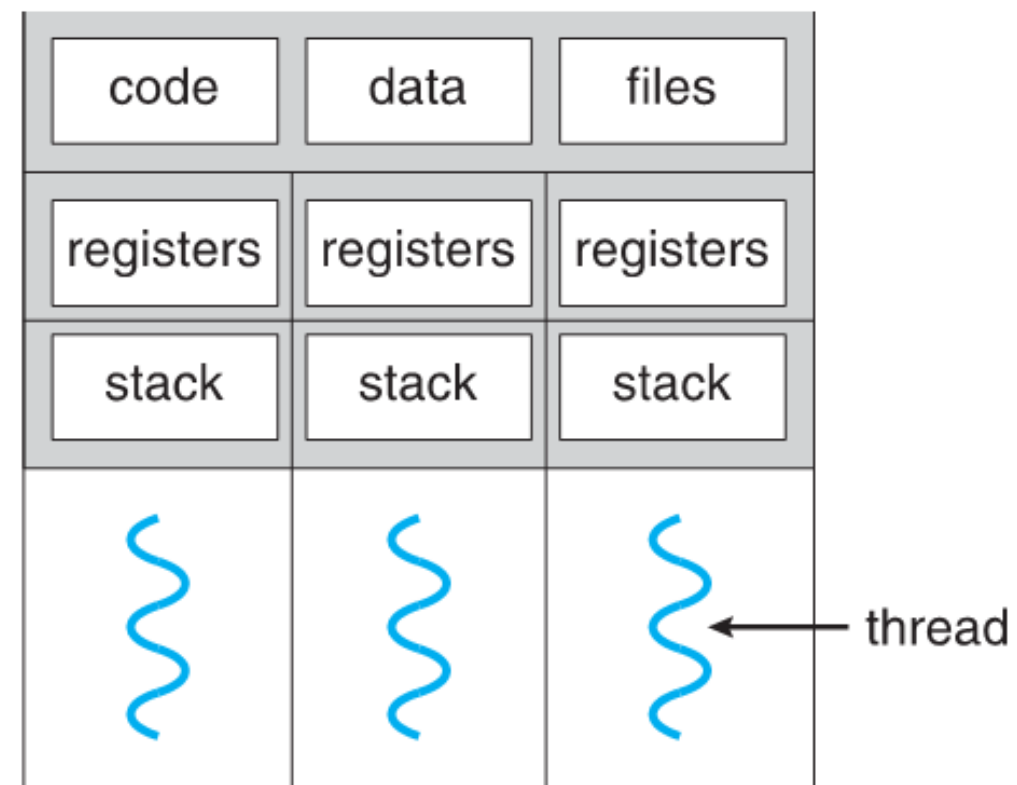 code data files
registers registers registers
stack stack stack
thread